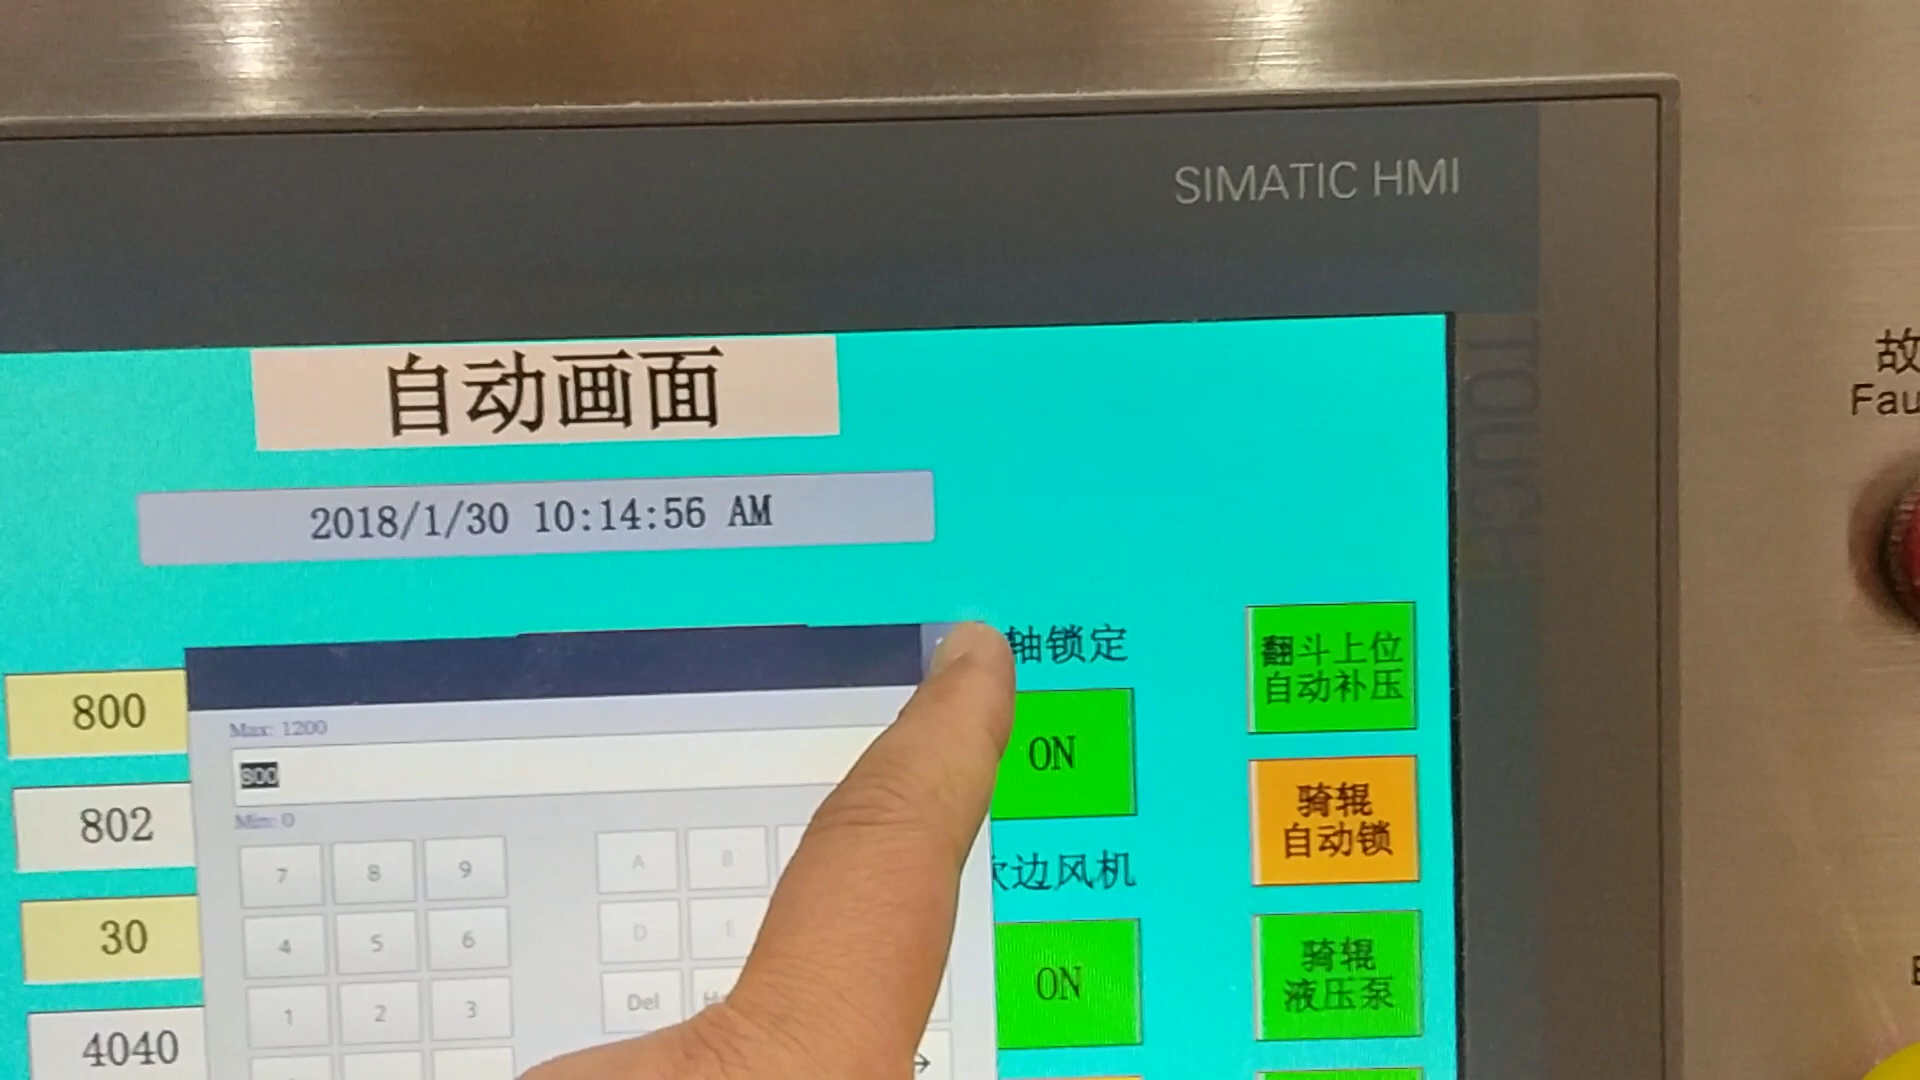 SIMATIC HMI
TOUCH
故
Fau
自动画面
2018/1/30 10:14:56 AM
轴锁定
翻斗上位
自动补压
800
Max: 1200
800
Min: 0
ON
802
骑辊
自动锁
7 8 9 A B
吹边风机
30
4 5 6 D E
骑辊
液压泵
ON
1 2 3 Del
4040